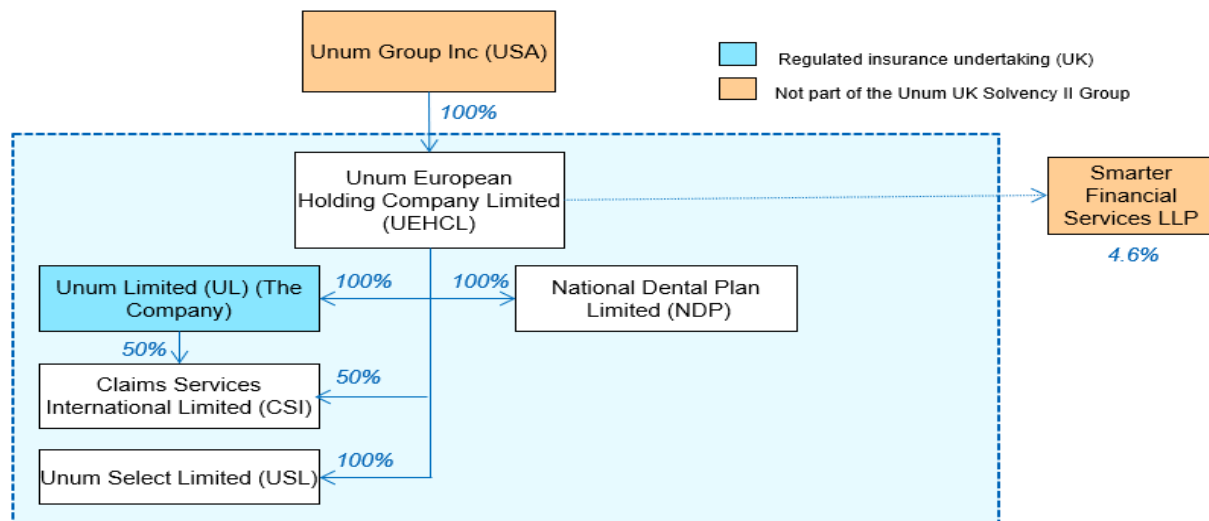 Unum Group Inc (USA)
Regulated insurance undertaking (UK)
Not part of the Unum UK Solvency II Group
100%
Unum European
Holding Company Limited
(UEHCL)
Smarter
Financial
Services LLP
4.6%
Unum Limited (UL) (The
Company)
100%
100%
National Dental Plan
Limited (NDP)
50%
Claims Services
International Limited (CSI)
50%
Unum Select Limited (USL)
100%